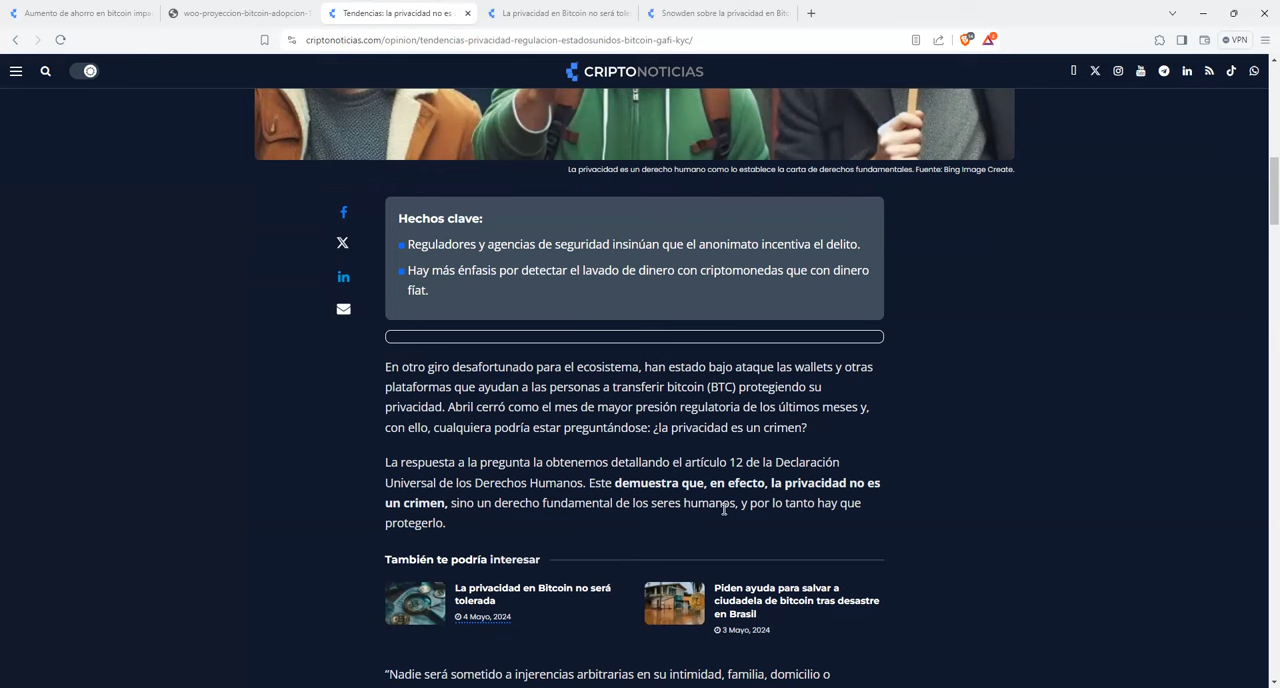 Aumento de ahorro en bitcoin impa
woo-proyeccion-bitcoin-adopcion-1
Tendencias: la privacidad no es
La privacidad en Bitcoin no será tole
Snowden sobre la privacidad en Bitc
criptonoticias.com/opinion/tendencias-privacidad-regulacion-estadosunidos-bitcoin-gafi-kyc/
VPN
CRIPTONOTICIAS
La privacidad es un derecho humano como lo establece la carta de derechos fundamentales. Fuente: Bing Image Create.
Hechos clave:
Reguladores y agencias de seguridad insinúan que el anonimato incentiva el delito.
Hay más énfasis por detectar el lavado de dinero con criptomonedas que con dinero
fíat.
En otro giro desafortunado para el ecosistema, han estado bajo ataque las wallets y otras
plataformas que ayudan a las personas a transferir bitcoin (BTC) protegiendo su
privacidad. Abril cerró como el mes de mayor presión regulatoria de los últimos meses y,
con ello, cualquiera podría estar preguntándose: ¿la privacidad es un crimen?
La respuesta a la pregunta la obtenemos detallando el artículo 12 de la Declaración
Universal de los Derechos Humanos. Este demuestra que, en efecto, la privacidad no es
un crimen, sino un derecho fundamental de los seres humanos, y por lo tanto hay que
protegerlo.
También te podría interesar
La privacidad en Bitcoin no será
tolerada
4 Mayo, 2024
Piden ayuda para salvar a
ciudadela de bitcoin tras desastre
en Brasil
3 Mayo, 2024
“Nadie será sometido a injerencias arbitrarias en su intimidad, familia, domicilio o